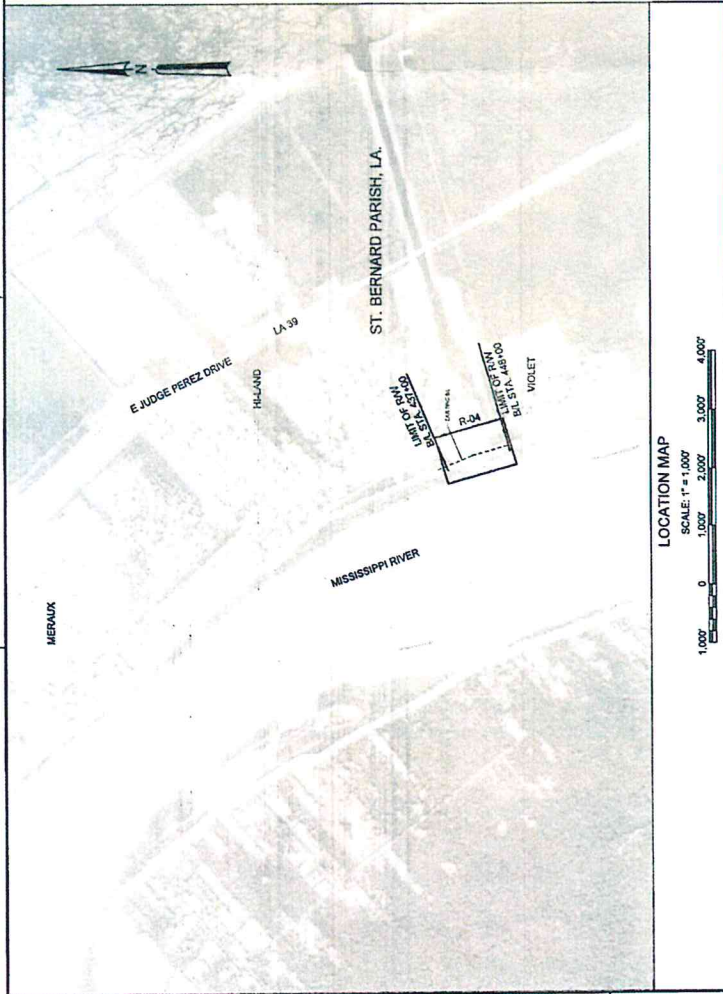 N
MERAUX
E JUDGE PEREZ DRIVE
LA 39
HI-LAND
ST. BERNARD PARISH, LA.
LIMIT OF R/W
B/L STA. 437+00
R-04
LIMIT OF R/W
B/L STA. 448+00
VIOLET
MISSISSIPPI RIVER
LOCATION MAP
SCALE: 1" = 1,000'
1,000' 0 1,000' 2,000' 3,000' 4,000'